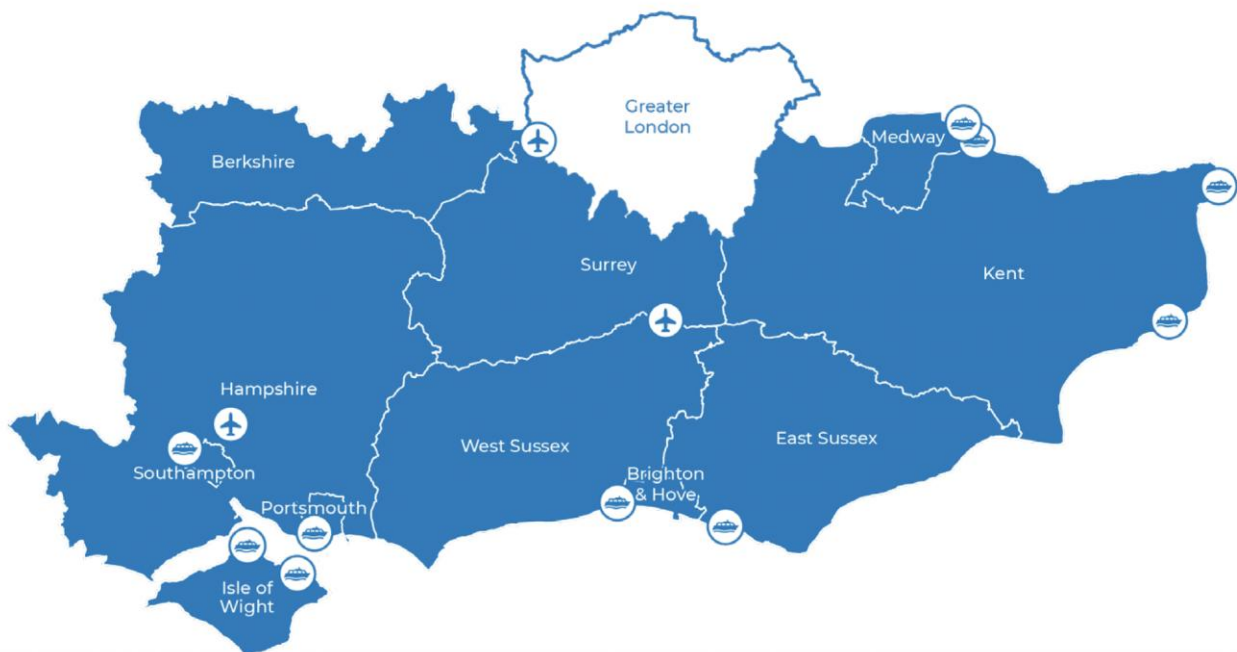 Greater
London
Medway
Berkshire
Surrey
Kent
Hampshire
East Sussex
West Sussex
Southampton
Brighton
& Hove
Portsmouth
Isle of
Wight